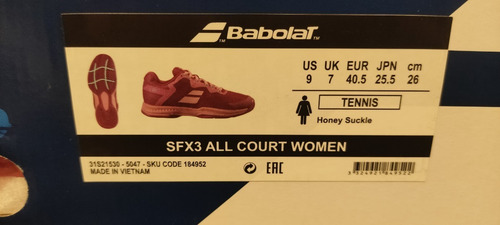 Babolat
US UK EUR JPN cm
9 7 40.5 25.5 26
TENNIS
Honey Suckle
SFX3 ALL COURT WOMEN
31S21530 - 5047 - SKU CODE 184952
MADE IN VIETNAM
EAC